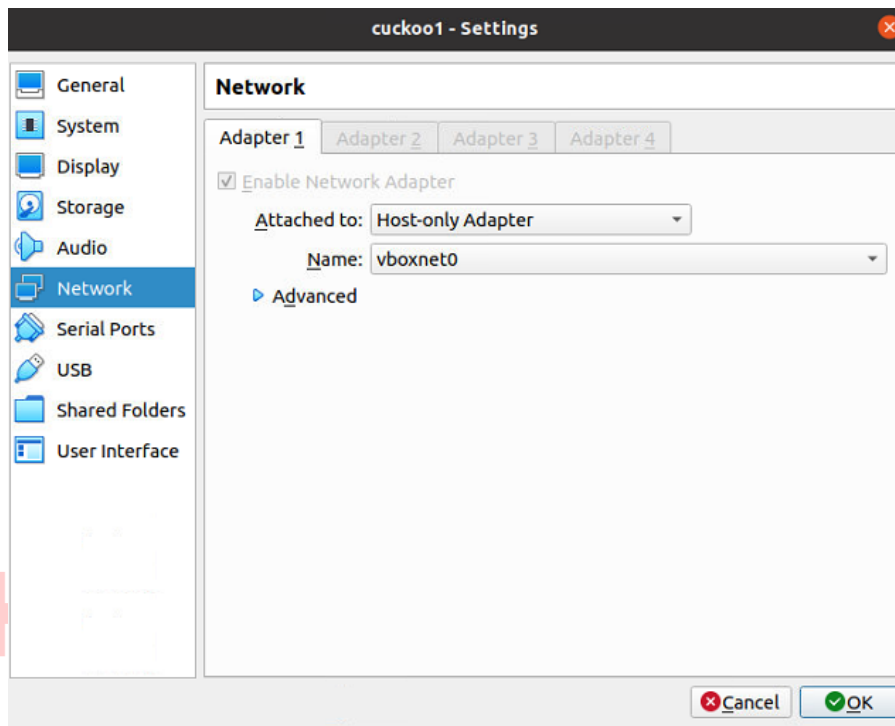 cuckoo1 - Settings
General
System
Display
Storage
Audio
Network
Serial Ports
USB
Shared Folders
User Interface
Network
Adapter 1 Adapter 2 Adapter 3 Adapter 4
Enable Network Adapter
Attached to: Host-only Adapter
Name: vboxnet0
Advanced
Cancel OK